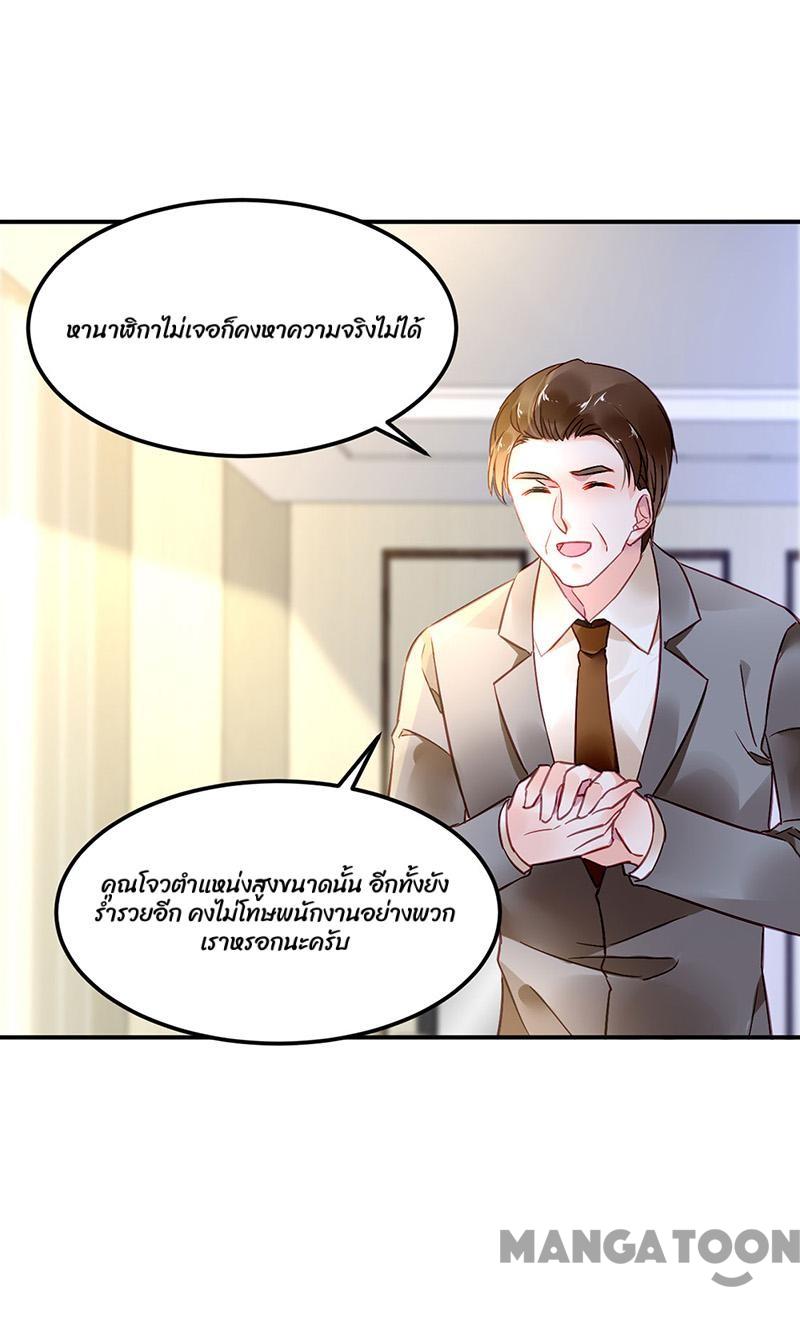 หานาฬิกาไม่เจอก็คงหาความจริงไม่ได้
คุณโจวตำแหน่งสูงขนาดนั้น อีกทั้งยัง
ร่ำรวยอีก คงไม่โทษพนักงานอย่างพวก
เราหรอกนะครับ
MANGATOON